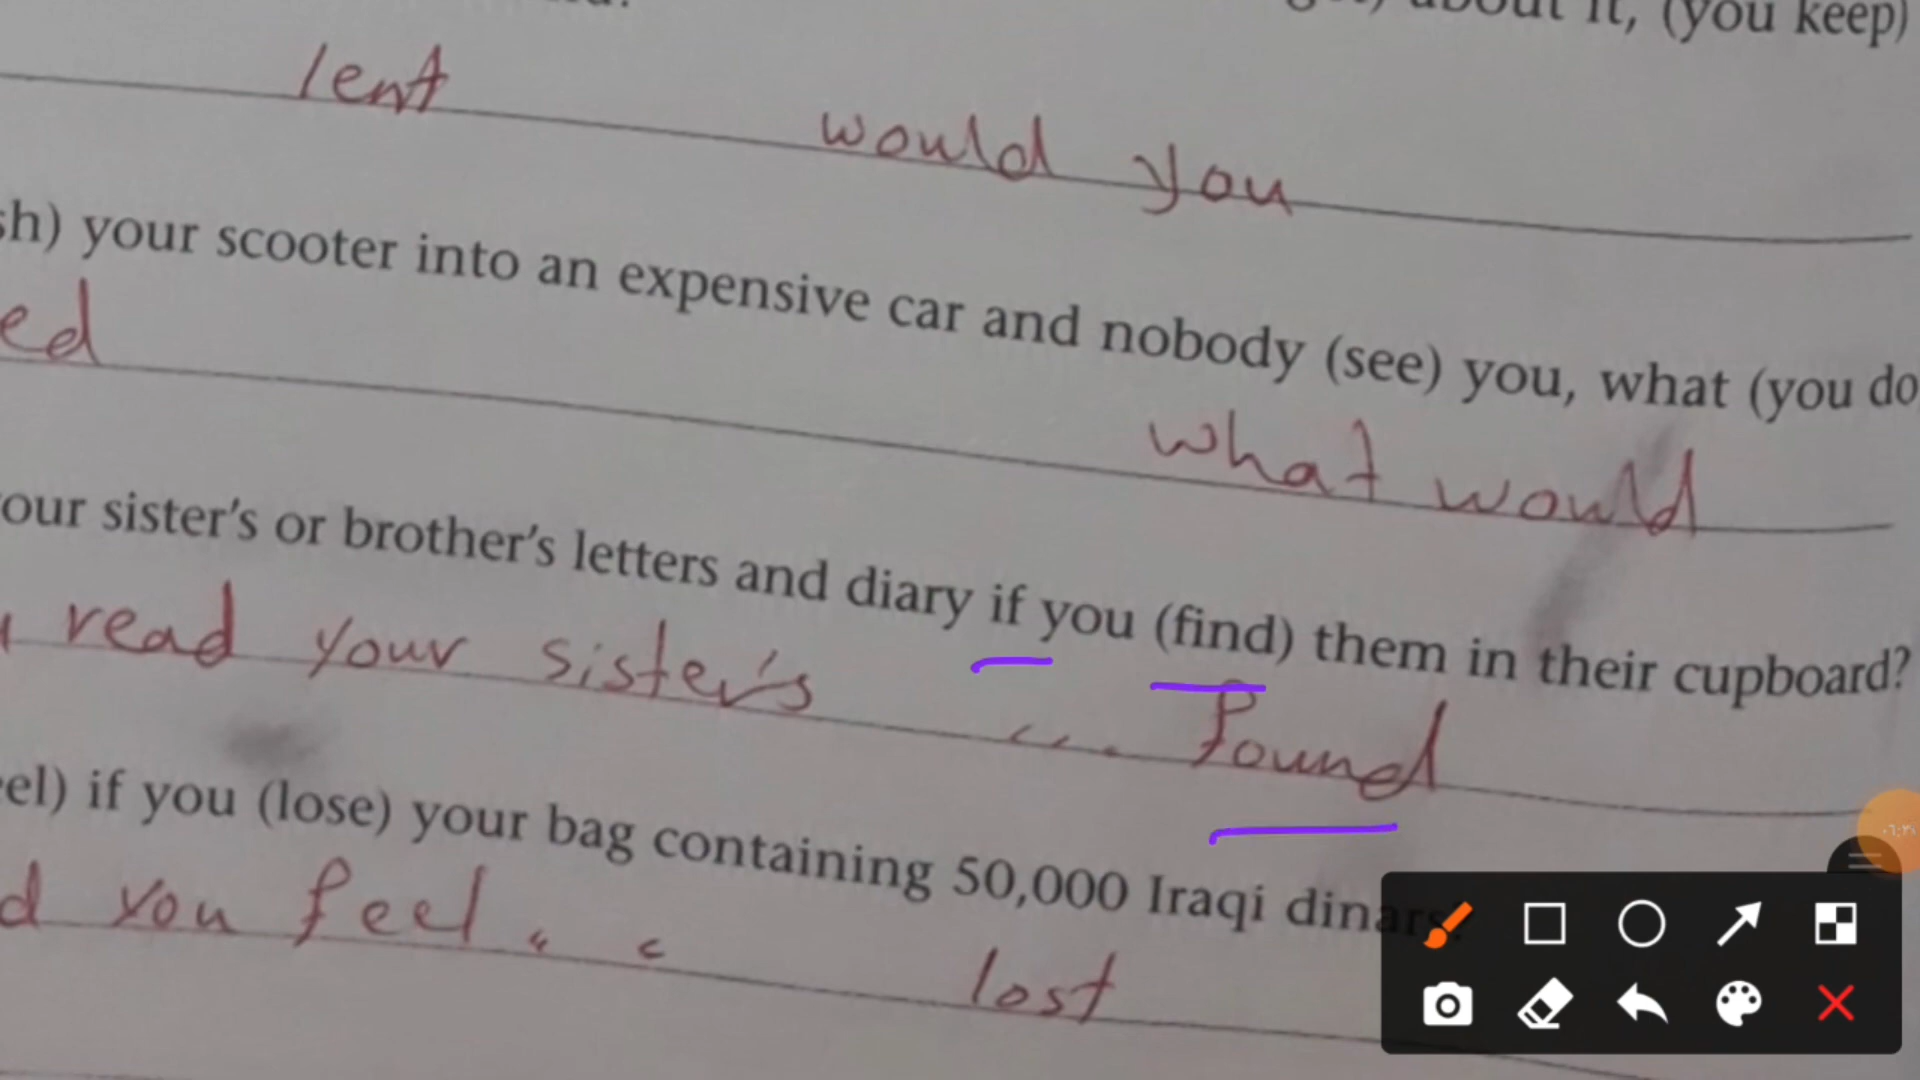 about it, (you keep)
lent would you
sh) your scooter into an expensive car and nobody (see) you, what (you do
ed what would
our sister's or brother's letters and diary if you (find) them in their cupboard?
read your sister's ... found
eel) if you (lose) your bag containing 50,000 Iraqi dinars?
d you feel . . lost